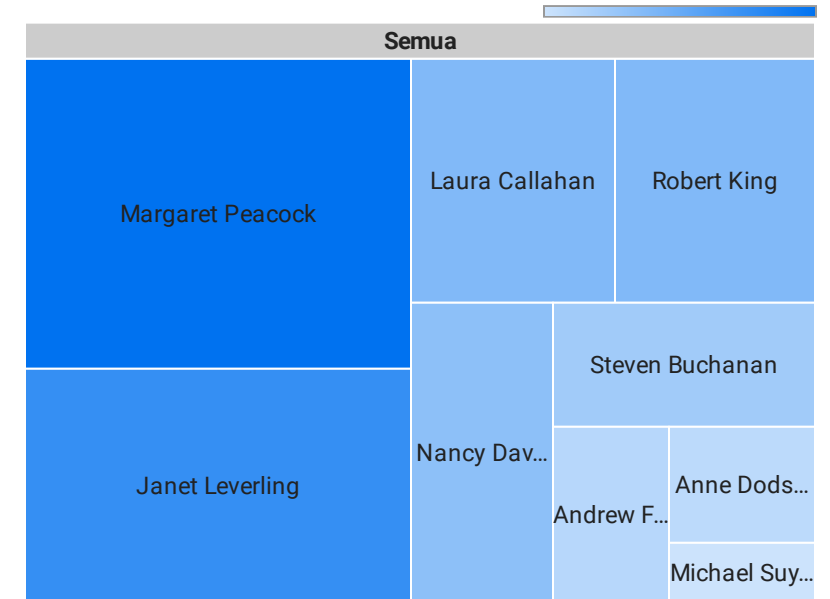 Semua
Margaret Peacock
Laura Callahan
Robert King
Janet Leverling
Nancy Dav...
Steven Buchanan
Andrew F...
Anne Dods...
Michael Suy...